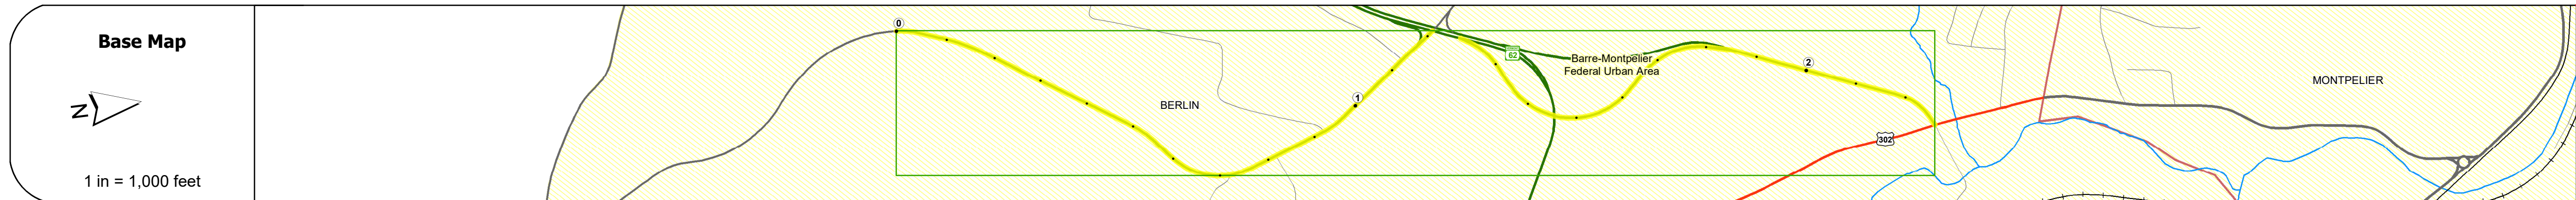 Base Map
N
1 in = 1,000 feet
0
BERLIN
1
62
Barre-Montpelier
Federal Urban Area
2
302
MONTPELIER